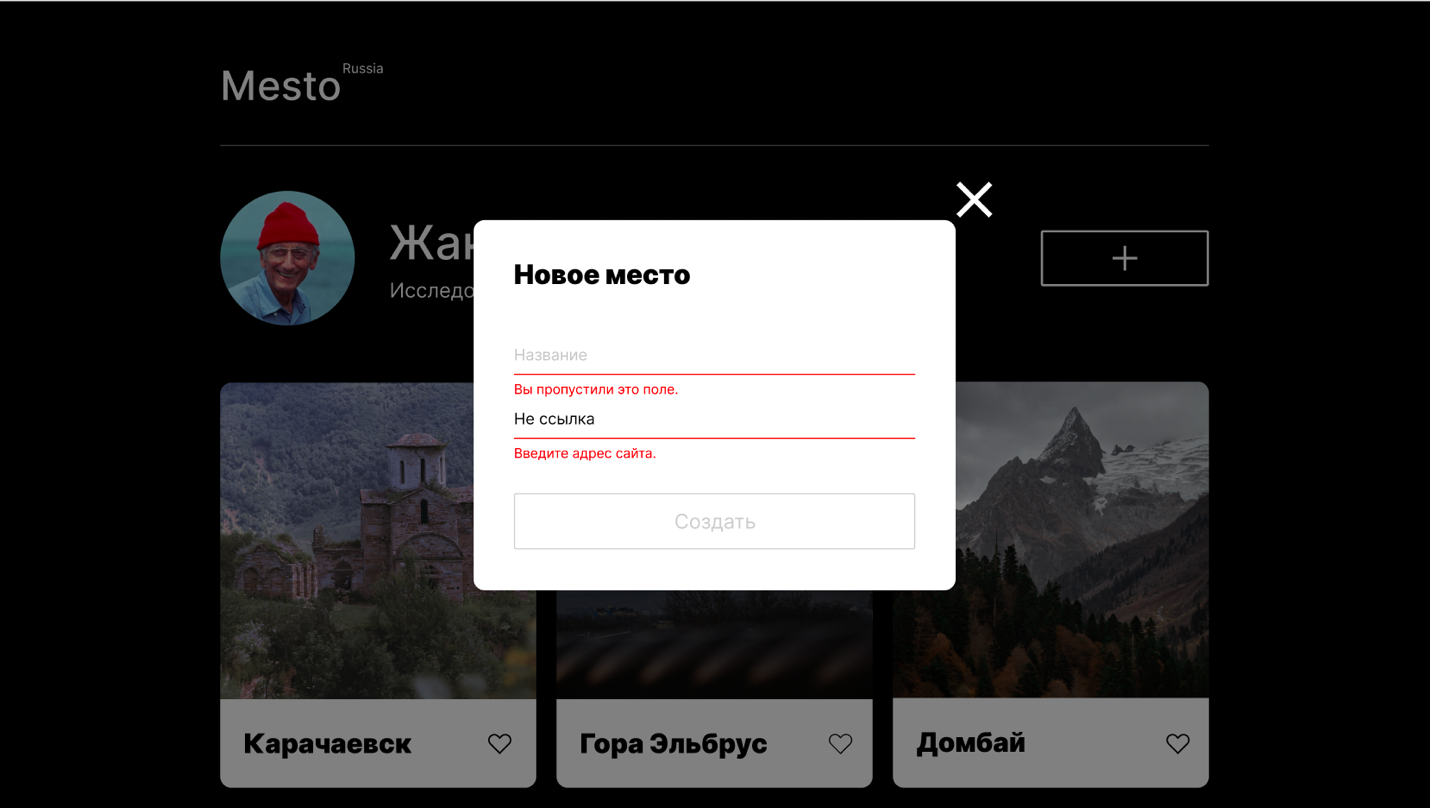 Mesto Russia
Жак
Исследо
Новое место
Название
Вы пропустили это поле.
Не ссылка
Введите адрес сайта.
Создать
Карачаевск
Гора Эльбрус
Домбай